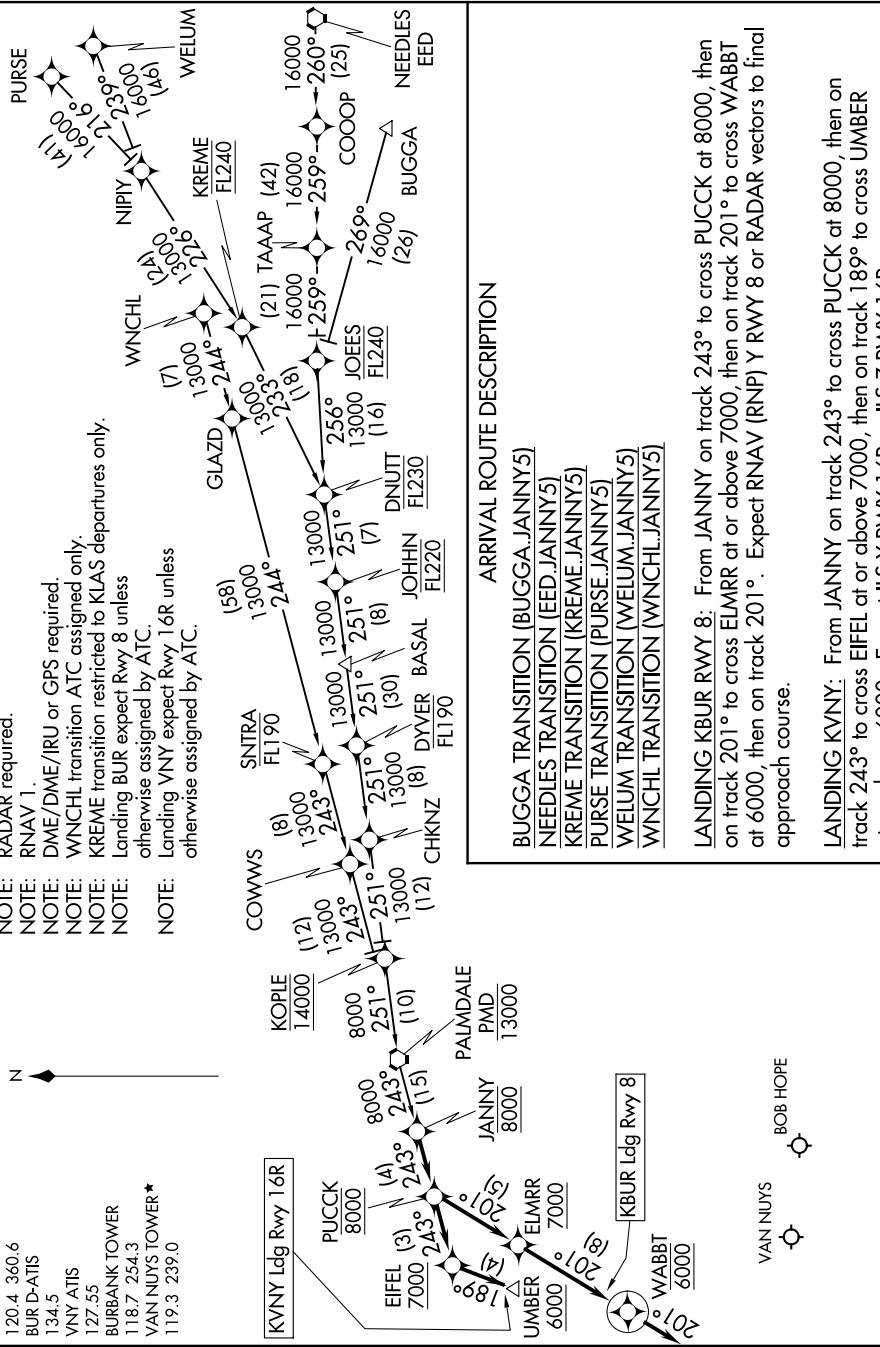 120.4 360.6
BUR D-ATIS
134.5
VNY ATIS
127.55
BURBANK TOWER
118.7 254.3
VAN NUYS TOWER★
119.3 239.0
N
NOTE: RADAR required.
NOTE: RNAV 1.
NOTE: DME/DME/IRU or GPS required.
NOTE: WNCHL transition ATC assigned only.
NOTE: KREME transition restricted to KLAS departures only.
NOTE: Landing BUR expect Rwy 8 unless
otherwise assigned by ATC.
NOTE: Landing VNY expect Rwy 16R unless
otherwise assigned by ATC.
PURSE
(41)
16000
216°
WELUM
239°
16000
(46)
NIPIY
(24)
13000
226°
KREME
FL240
WNCHL
(7)
13000
244°
GLAZD
13000
233°
(18)
NEEDLES
EED
16000
260°
(25)
COOOP
(42)
16000
259°
TAAAP
(21)
16000
259°
BUGGA
269°
16000
(26)
JOEES
FL240
256°
13000
(16)
DNUTT
FL230
13000
251°
(7)
JOHHN
FL220
13000
251°
(8)
BASAL
13000
251°
(30)
DYVER
FL190
251°
13000
(8)
CHKNZ
251°
13000
(12)
(58)
13000
244°
SNTRA
FL190
(8)
13000
243°
COWWS
(12)
13000
243°
KOPLE
14000
8000
251°
(10)
PALMDALE
PMD
13000
8000
243°
(15)
JANNY
8000
(4)
243°
PUCCK
8000
(3)
243°
EIFEL
7000
(4)
189°
UMBER
6000
KVNY Ldg Rwy 16R
201°
(5)
ELMRR
7000
201°
(8)
KBUR Ldg Rwy 8
WABBT
6000
201°
VAN NUYS
BOB HOPE
ARRIVAL ROUTE DESCRIPTION
BUGGA TRANSITION (BUGGA.JANNY5)
NEEDLES TRANSITION (EED.JANNY5)
KREME TRANSITION (KREME.JANNY5)
PURSE TRANSITION (PURSE.JANNY5)
WELUM TRANSITION (WELUM.JANNY5)
WNCHL TRANSITION (WNCHL.JANNY5)
LANDING KBUR RWY 8: From JANNY on track 243° to cross PUCCK at 8000, then
on track 201° to cross ELMRR at or above 7000, then on track 201° to cross WABBT
at 6000, then on track 201°. Expect RNAV (RNP) Y RWY 8 or RADAR vectors to final
approach course.
LANDING KVNY: From JANNY on track 243° to cross PUCCK at 8000, then on
track 243° to cross EIFEL at or above 7000, then on track 189° to cross UMBER